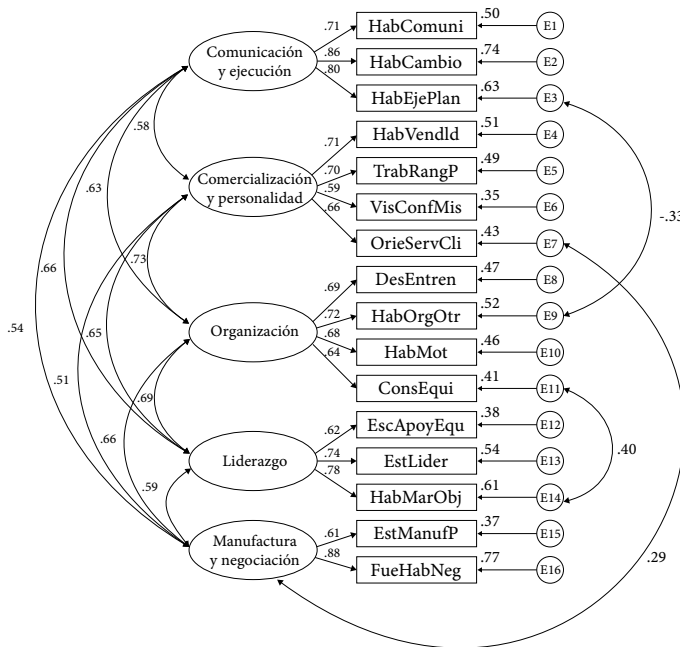 .71
HabComuni
.50
E1
Comunicación
y ejecución
.86
HabCambio
.74
E2
.80
HabEjePlan
.63
E3
.58
.71
HabVendId
.51
E4
.70
TrabRangP
.49
E5
Comercialización
y personalidad
.59
VisConfMis
.35
E6
.63
.66
OrieServCli
.43
E7
-.33
.73
.66
.69
DesEntren
.47
E8
.54
.65
Organización
.72
HabOrgOtr
.52
E9
.68
HabMot
.46
E10
.51
.64
ConsEqui
.41
E11
.69
.66
.62
EscApoyEqu
.38
E12
.40
Liderazgo
.74
EstLider
.54
E13
.59
.78
HabMarObj
.61
E14
Manufactura
y negociación
.61
EstManufP
.37
E15
.88
FueHabNeg
.77
E16
.29